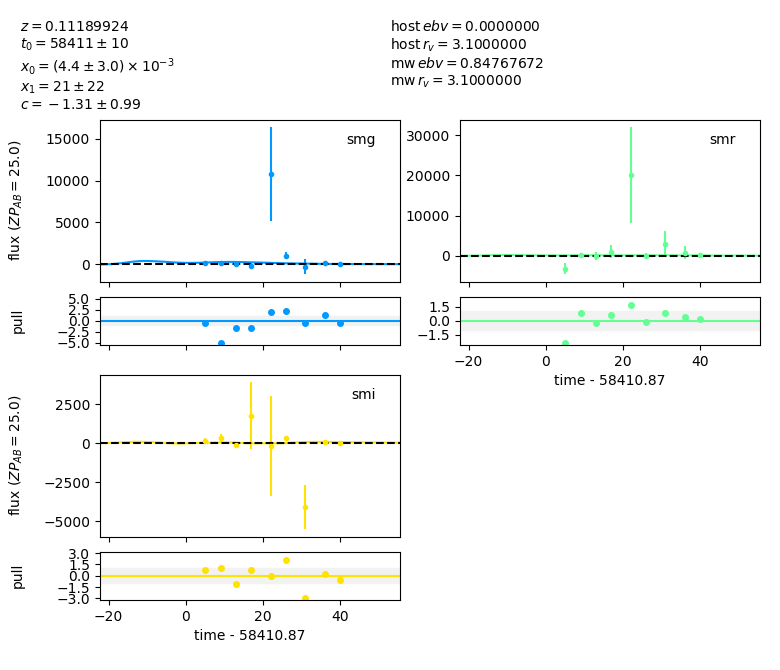 z = 0.11189924
t₀ = 58411 ± 10
x₀ = (4.4 ± 3.0) × 10⁻³
x₁ = 21 ± 22
c = −1.31 ± 0.99
host ebv = 0.0000000
host r_v = 3.1000000
mw ebv = 0.84767672
mw r_v = 3.1000000
smg
15000
10000
5000
0
flux (ZP_AB = 25.0)
smr
30000
20000
10000
0
5.0
2.5
0.0
−2.5
−5.0
pull
1.5
0.0
−1.5
−20 0 20 40
time - 58410.87
smi
2500
0
−2500
−5000
flux (ZP_AB = 25.0)
3.0
1.5
0.0
−1.5
−3.0
pull
−20 0 20 40
time - 58410.87